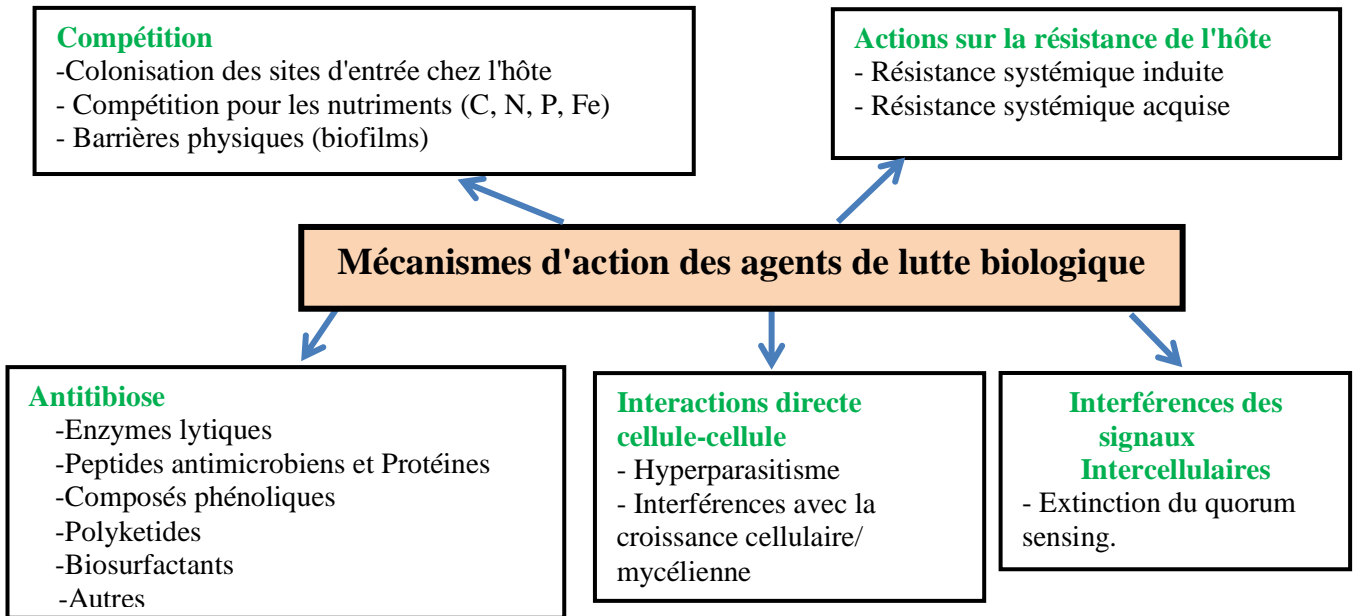 Compétition
-Colonisation des sites d'entrée chez l'hôte
- Compétition pour les nutriments (C, N, P, Fe)
- Barrières physiques (biofilms)
Actions sur la résistance de l'hôte
- Résistance systémique induite
- Résistance systémique acquise
Mécanismes d'action des agents de lutte biologique
Antitibiose
-Enzymes lytiques
-Peptides antimicrobiens et Protéines
-Composés phénoliques
-Polyketides
-Biosurfactants
-Autres
Interactions directe
cellule-cellule
- Hyperparasitisme
- Interférences avec la
croissance cellulaire/
mycélienne
Interférences des
signaux
Intercellulaires
- Extinction du quorum
sensing.